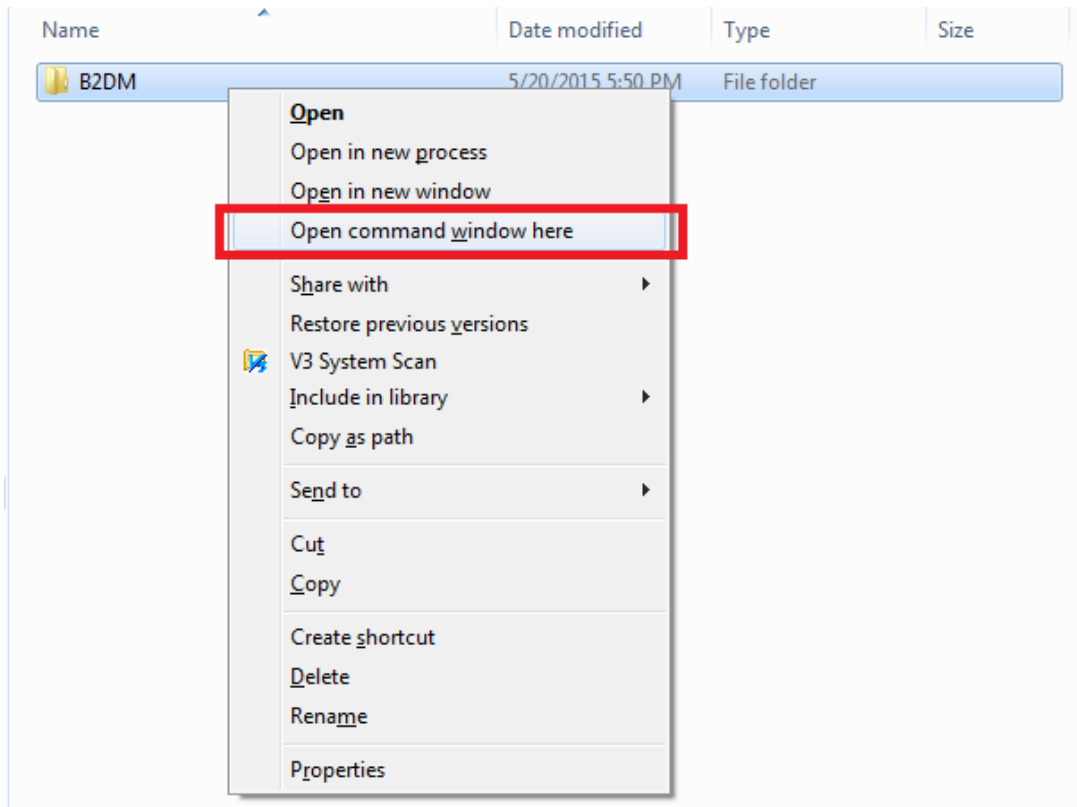 Name Date modified Type Size
B2DM 5/20/2015 5:50 PM File folder
Open
Open in new process
Open in new window
Open command window here
Share with
Restore previous versions
V3 System Scan
Include in library
Copy as path
Send to
Cut
Copy
Create shortcut
Delete
Rename
Properties